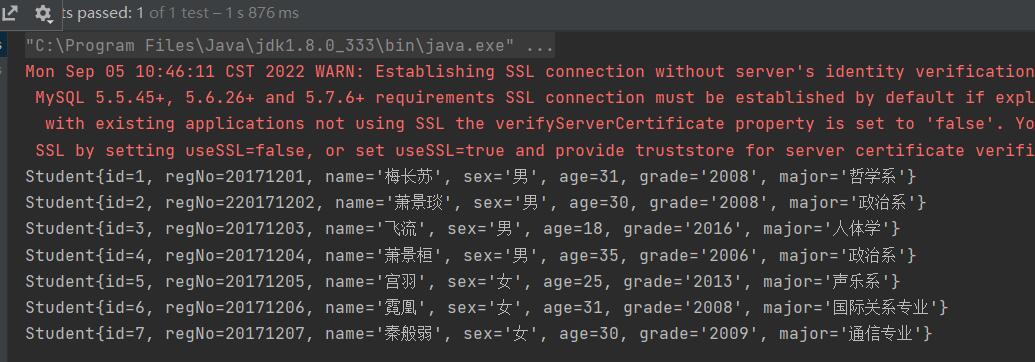 ts passed: 1 of 1 test – 1 s 876 ms
"C:\Program Files\Java\jdk1.8.0_333\bin\java.exe" ...
Mon Sep 05 10:46:11 CST 2022 WARN: Establishing SSL connection without server's identity verification
MySQL 5.5.45+, 5.6.26+ and 5.7.6+ requirements SSL connection must be established by default if expl
with existing applications not using SSL the verifyServerCertificate property is set to 'false'. Yo
SSL by setting useSSL=false, or set useSSL=true and provide truststore for server certificate verifi
Student{id=1, regNo=20171201, name='梅长苏', sex='男', age=31, grade='2008', major='哲学系'}
Student{id=2, regNo=220171202, name='萧景琰', sex='男', age=30, grade='2008', major='政治系'}
Student{id=3, regNo=20171203, name='飞流', sex='男', age=18, grade='2016', major='人体学'}
Student{id=4, regNo=20171204, name='萧景桓', sex='男', age=35, grade='2006', major='政治系'}
Student{id=5, regNo=20171205, name='宫羽', sex='女', age=25, grade='2013', major='声乐系'}
Student{id=6, regNo=20171206, name='霓凰', sex='女', age=31, grade='2008', major='国际关系专业'}
Student{id=7, regNo=20171207, name='秦般弱', sex='女', age=30, grade='2009', major='通信专业'}